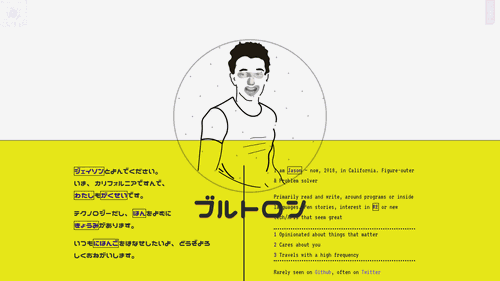 ブルトロン
ジェイソンとよんでください。
いま、カリフォルニアですんで、
わたしもがくせいです。
テクノロジーだし、ほんをよむに
きょうみがあります。
いつもにほんごをはなせしたいよ、どうぞよろ
しくおねがいします。
I am Jason - now, 2018, in California. Figure-outer
A Problem solver
Primarily read and write, around programs or inside
languages. Pen stories, interest in or new
that seem great
1 Opinionated about things that matter
2 Cares about you
3 Travels with a high frequency
Rarely seen on Github, often on Twitter